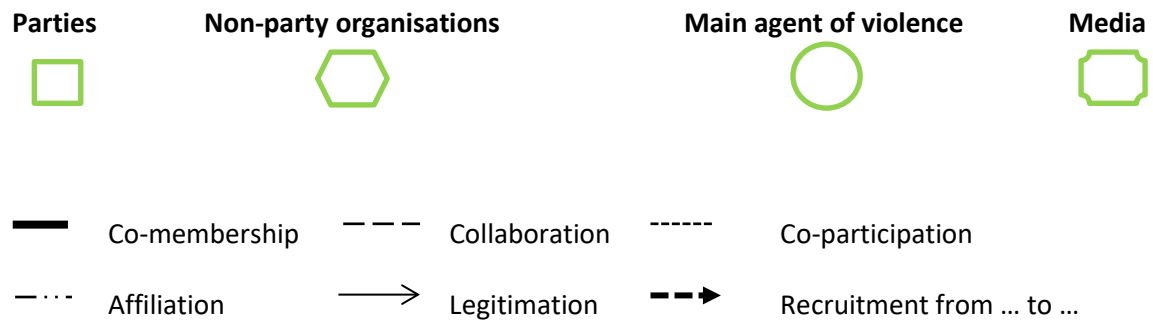 Parties Non-party organisations Main agent of violence Media
Co-membership Collaboration Co-participation
Affiliation Legitimation Recruitment from … to …